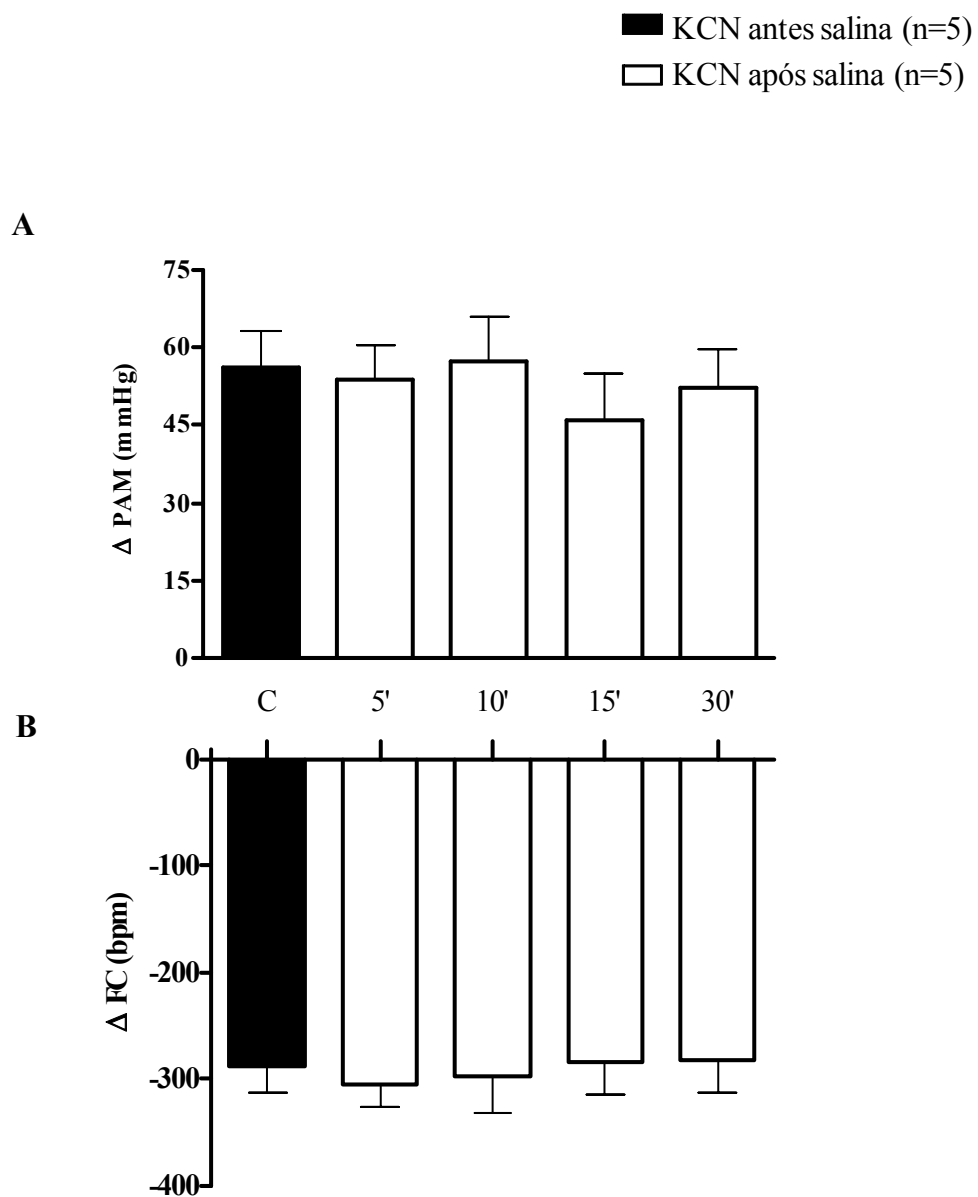 KCN antes salina (n=5)
KCN após salina (n=5)
A
75
60
45
30
15
0
Δ PAM (mmHg)
C 5' 10' 15' 30'
B
0
-100
-200
-300
-400
Δ FC (bpm)